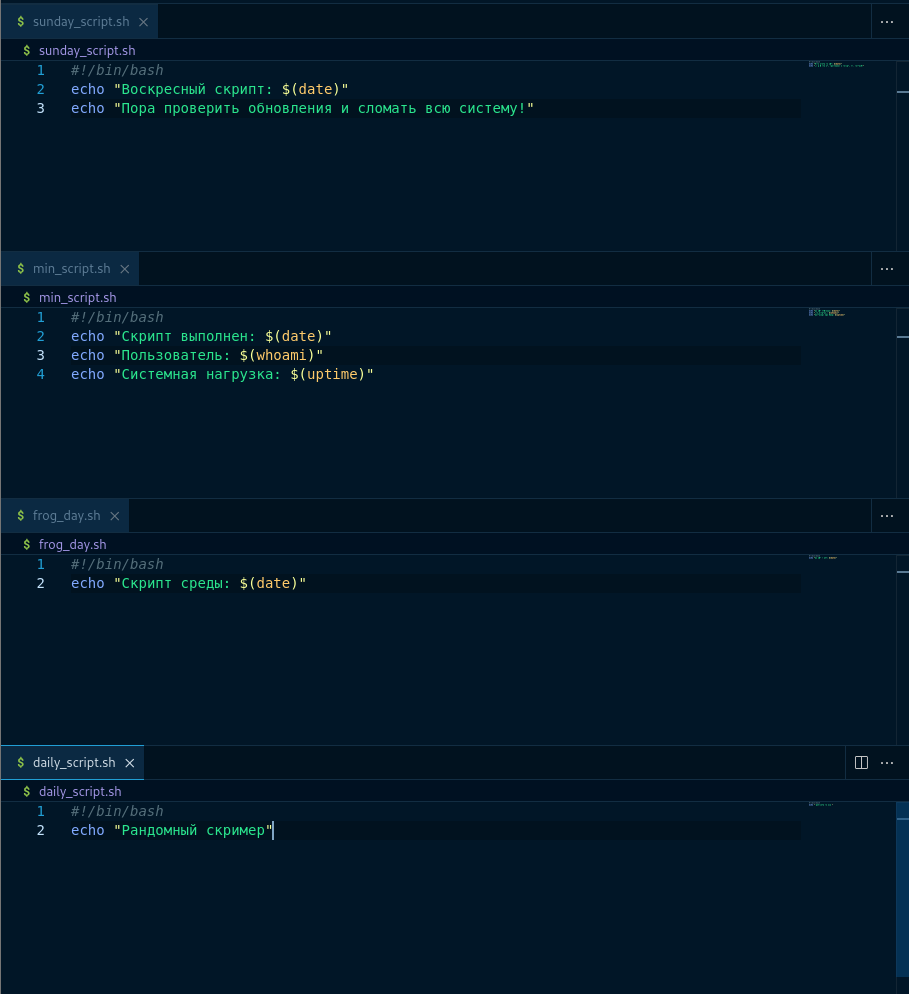 $ sunday_script.sh ×
$ sunday_script.sh
1 #!/bin/bash
2 echo "Воскресный скрипт: $(date)"
3 echo "Пора проверить обновления и сломать всю систему!"
$ min_script.sh ×
$ min_script.sh
1 #!/bin/bash
2 echo "Скрипт выполнен: $(date)"
3 echo "Пользователь: $(whoami)"
4 echo "Системная нагрузка: $(uptime)"
$ frog_day.sh ×
$ frog_day.sh
1 #!/bin/bash
2 echo "Скрипт среды: $(date)"
$ daily_script.sh ×
$ daily_script.sh
1 #!/bin/bash
2 echo "Рандомный скример"